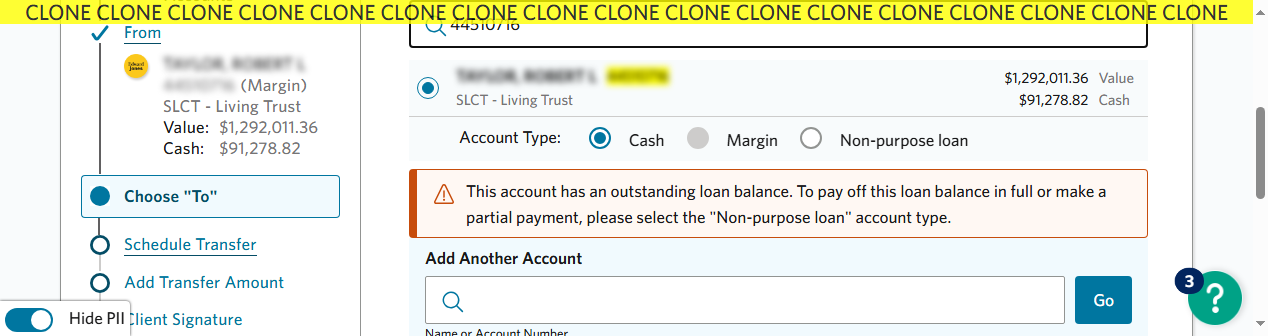 CLONE CLONE CLONE CLONE CLONE CLONE CLONE CLONE CLONE CLONE CLONE CLONE CLONE CLONE CLONE CLONE CLONE
From
Edward Jones
(Margin)
SLCT - Living Trust
Value: $1,292,011.36
Cash: $91,278.82
Choose "To"
Schedule Transfer
Add Transfer Amount
Client Signature
Hide PII
44510716
$1,292,011.36 Value
SLCT - Living Trust
$91,278.82 Cash
Account Type: Cash Margin Non-purpose loan
This account has an outstanding loan balance. To pay off this loan balance in full or make a
partial payment, please select the "Non-purpose loan" account type.
Add Another Account
Go
Name or Account Number
3
?